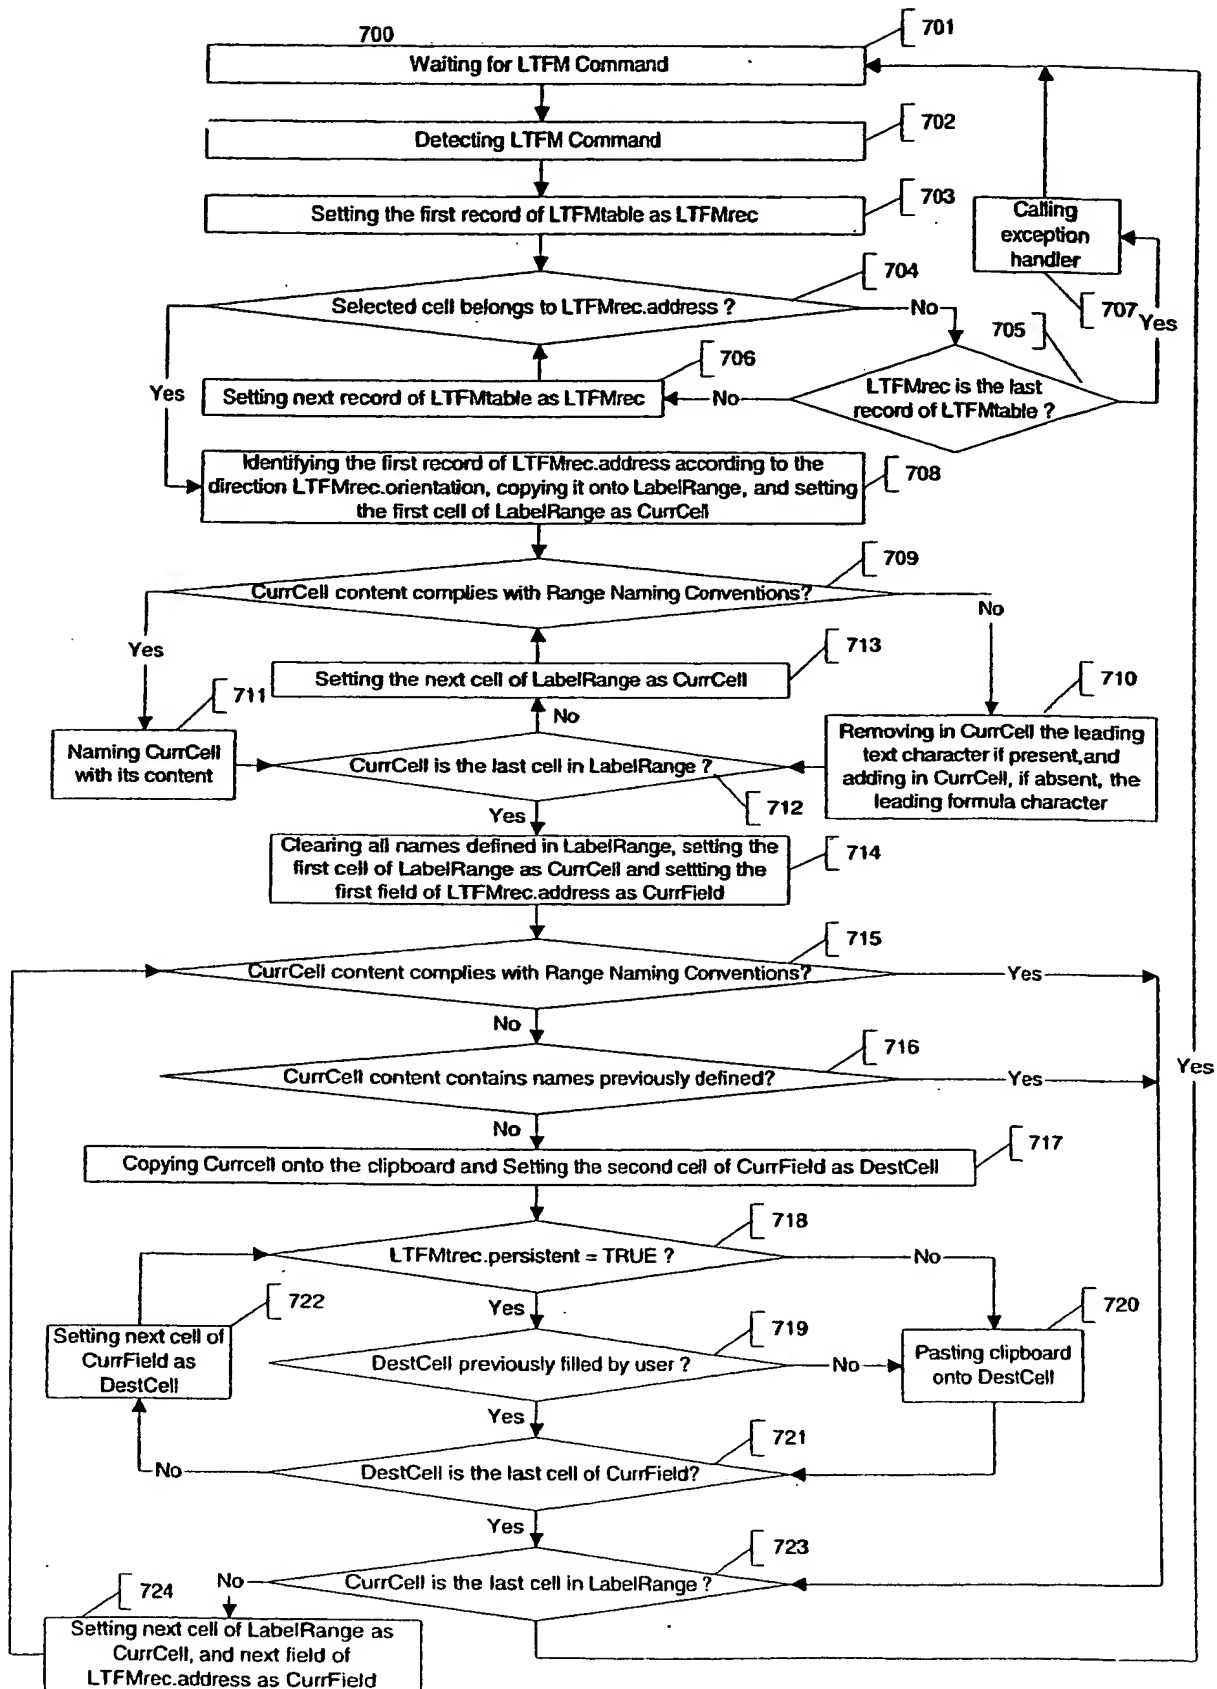 700
701
Waiting for LTFM Command
702
Detecting LTFM Command
703
Setting the first record of LTFMtable as LTFMrec
Calling
exception
handler
707
704
Selected cell belongs to LTFMrec.address ?
No
705
Yes
706
Yes
Setting next record of LTFMtable as LTFMrec
No
LTFMrec is the last
record of LTFMtable ?
Identifying the first record of LTFMrec.address according to the
direction LTFMrec.orientation, copying it onto LabelRange, and setting
the first cell of LabelRange as CurrCell
708
709
CurrCell content complies with Range Naming Conventions?
No
Yes
713
Setting the next cell of LabelRange as CurrCell
711
710
No
Naming CurrCell
with its content
CurrCell is the last cell in LabelRange ?
712
Removing in CurrCell the leading
text character if present,and
adding in CurrCell, if absent, the
leading formula character
Yes
Clearing all names defined in LabelRange, setting the
first cell of LabelRange as CurrCell and settting the
first field of LTFMrec.address as CurrField
714
715
CurrCell content complies with Range Naming Conventions?
Yes
No
716
CurrCell content contains names previously defined?
Yes
Yes
No
717
Copying Currcell onto the clipboard and Setting the second cell of CurrField as DestCell
718
LTFMtrec.persistent = TRUE ?
No
722
Yes
719
720
Setting next cell of
CurrField as
DestCell
DestCell previously filled by user ?
No
Pasting clipboard
onto DestCell
Yes
721
No
DestCell is the last cell of CurrField?
Yes
723
724
No
CurrCell is the last cell in LabelRange ?
Setting next cell of LabelRange as
CurrCell, and next field of
LTFMrec.address as CurrField